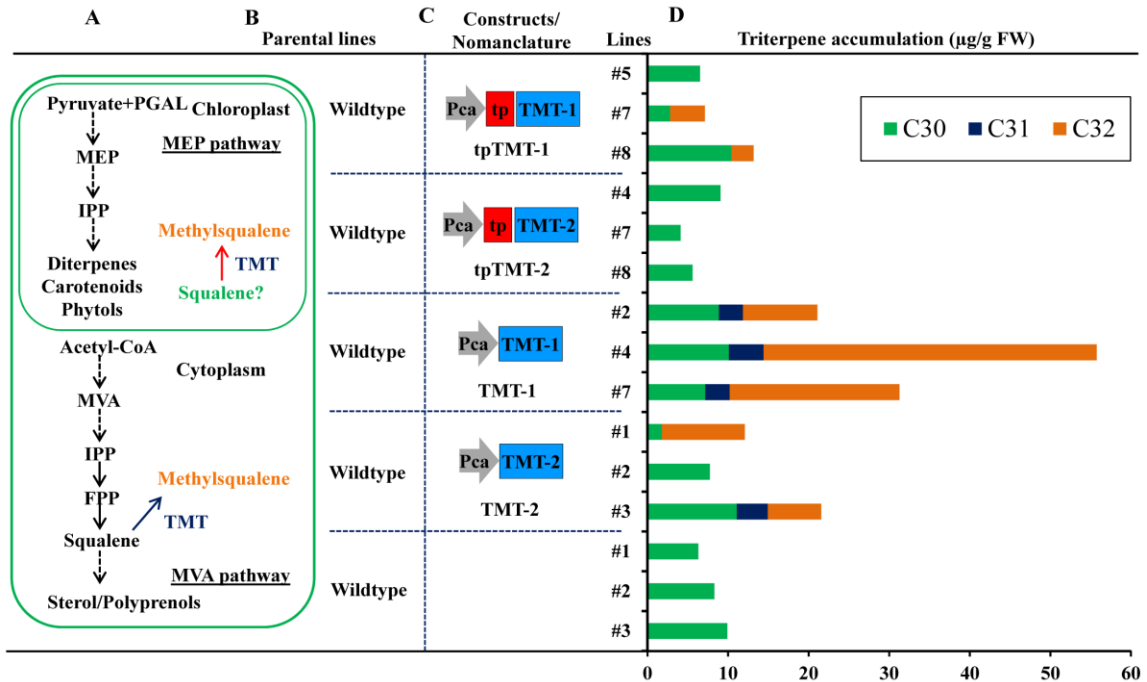 A
B
C
D
Parental lines
Constructs/
Nomanclature
Lines
Triterpene accumulation (µg/g FW)
Pyruvate+PGAL
Chloroplast
MEP pathway
MEP
IPP
Methylsqualene
TMT
Squalene?
Diterpenes
Carotenoids
Phytols
Acetyl-CoA
Cytoplasm
MVA
IPP
Methylsqualene
FPP
TMT
Squalene
MVA pathway
Sterol/Polyprenols
Wildtype
Pca tp TMT-1
tpTMT-1
#5
#7
#8
Wildtype
Pca tp TMT-2
tpTMT-2
#4
#7
#8
Wildtype
Pca TMT-1
TMT-1
#2
#4
#7
Wildtype
Pca TMT-2
TMT-2
#1
#2
#3
Wildtype
#1
#2
#3
C30 C31 C32
0 10 20 30 40 50 60